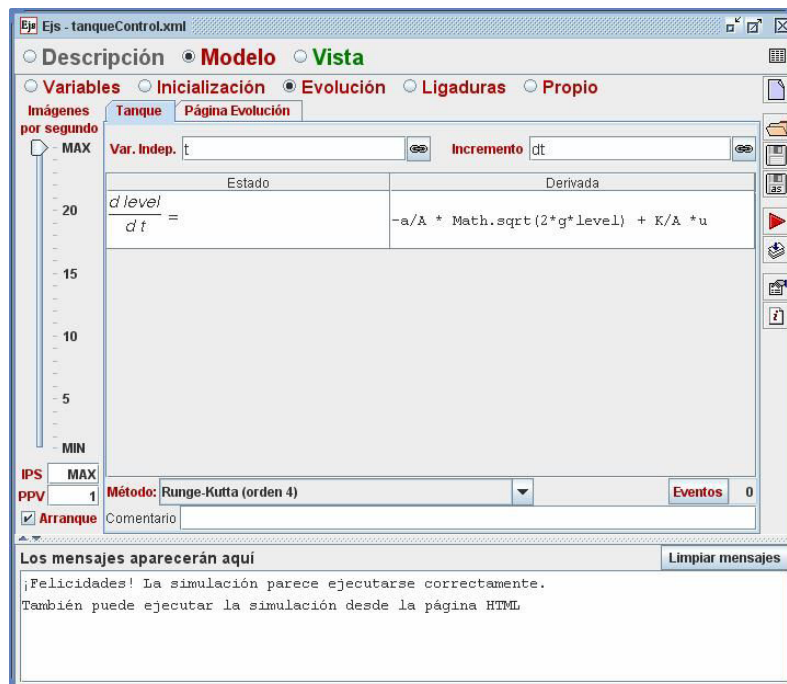 Ejs Ejs - tanqueControl.xml
Descripción Modelo Vista
Variables Inicialización Evolución Ligaduras Propio
Imágenes
por segundo
MAX
20
15
10
5
MIN
IPS MAX
PPV 1
Arranque
Tanque Página Evolución
Var. Indep. t Incremento dt
Estado Derivada
d level
d t
=
-a/A * Math.sqrt(2*g*level) + K/A *u
Método: Runge-Kutta (orden 4) Eventos 0
Comentario
as
i
Los mensajes aparecerán aquí Limpiar mensajes
¡Felicidades! La simulación parece ejecutarse correctamente.
También puede ejecutar la simulación desde la página HTML